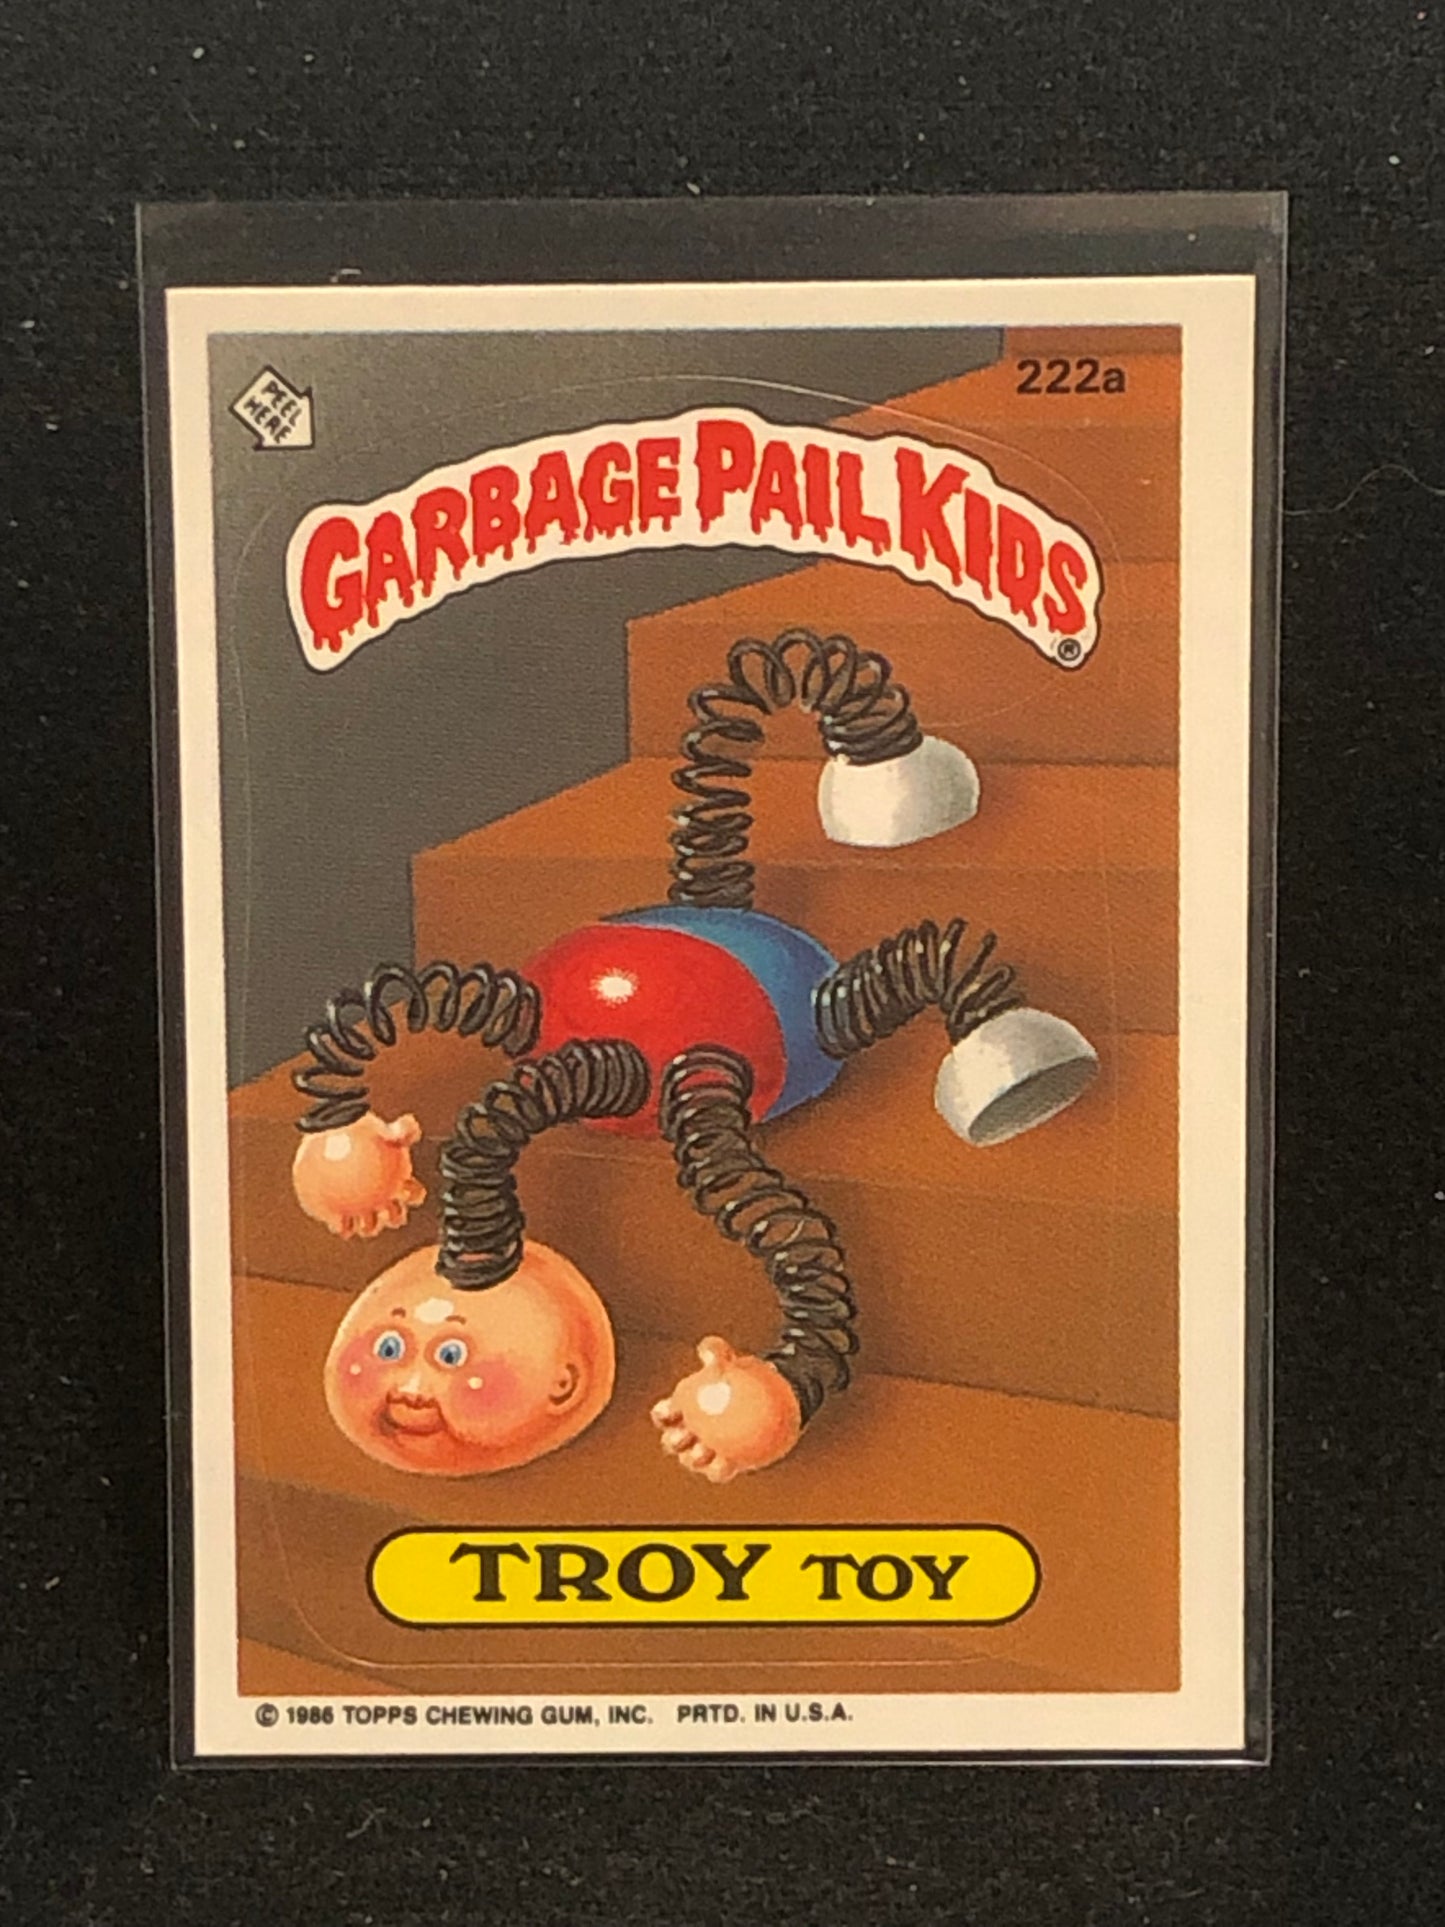 222a
PEEL
HERE
GARBAGE PAIL KIDS
®
TROY TOY
© 1986 TOPPS CHEWING GUM, INC. PRTD. IN U.S.A.